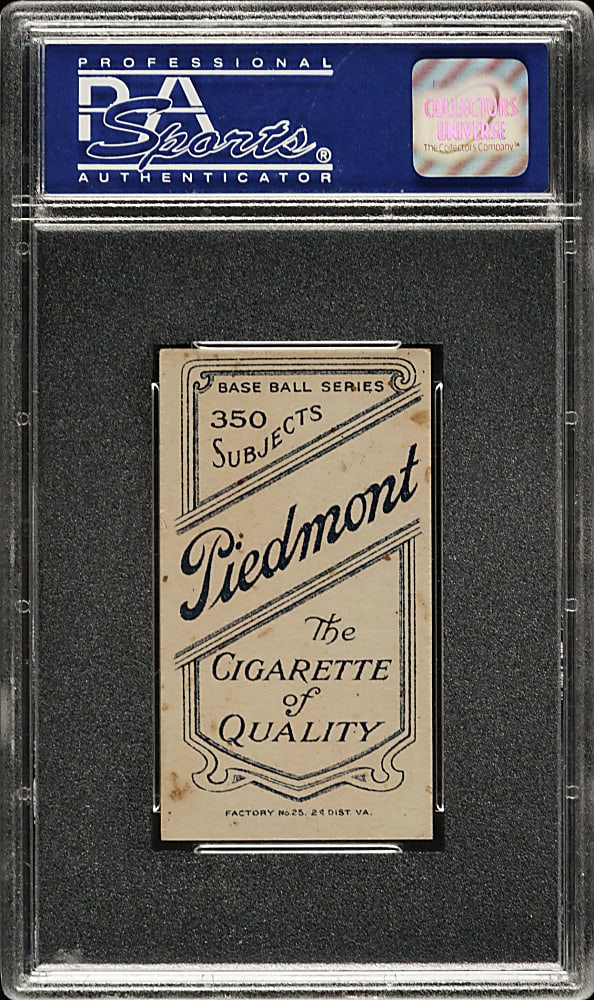 PROFESSIONAL
PSA
Sports®
AUTHENTICATOR
COLLECTORS
UNIVERSE
The Collectors Company™
BASE BALL SERIES
350
SUBJECTS
Piedmont
The
CIGARETTE
of
QUALITY
FACTORY No.25. 2d DIST. VA.